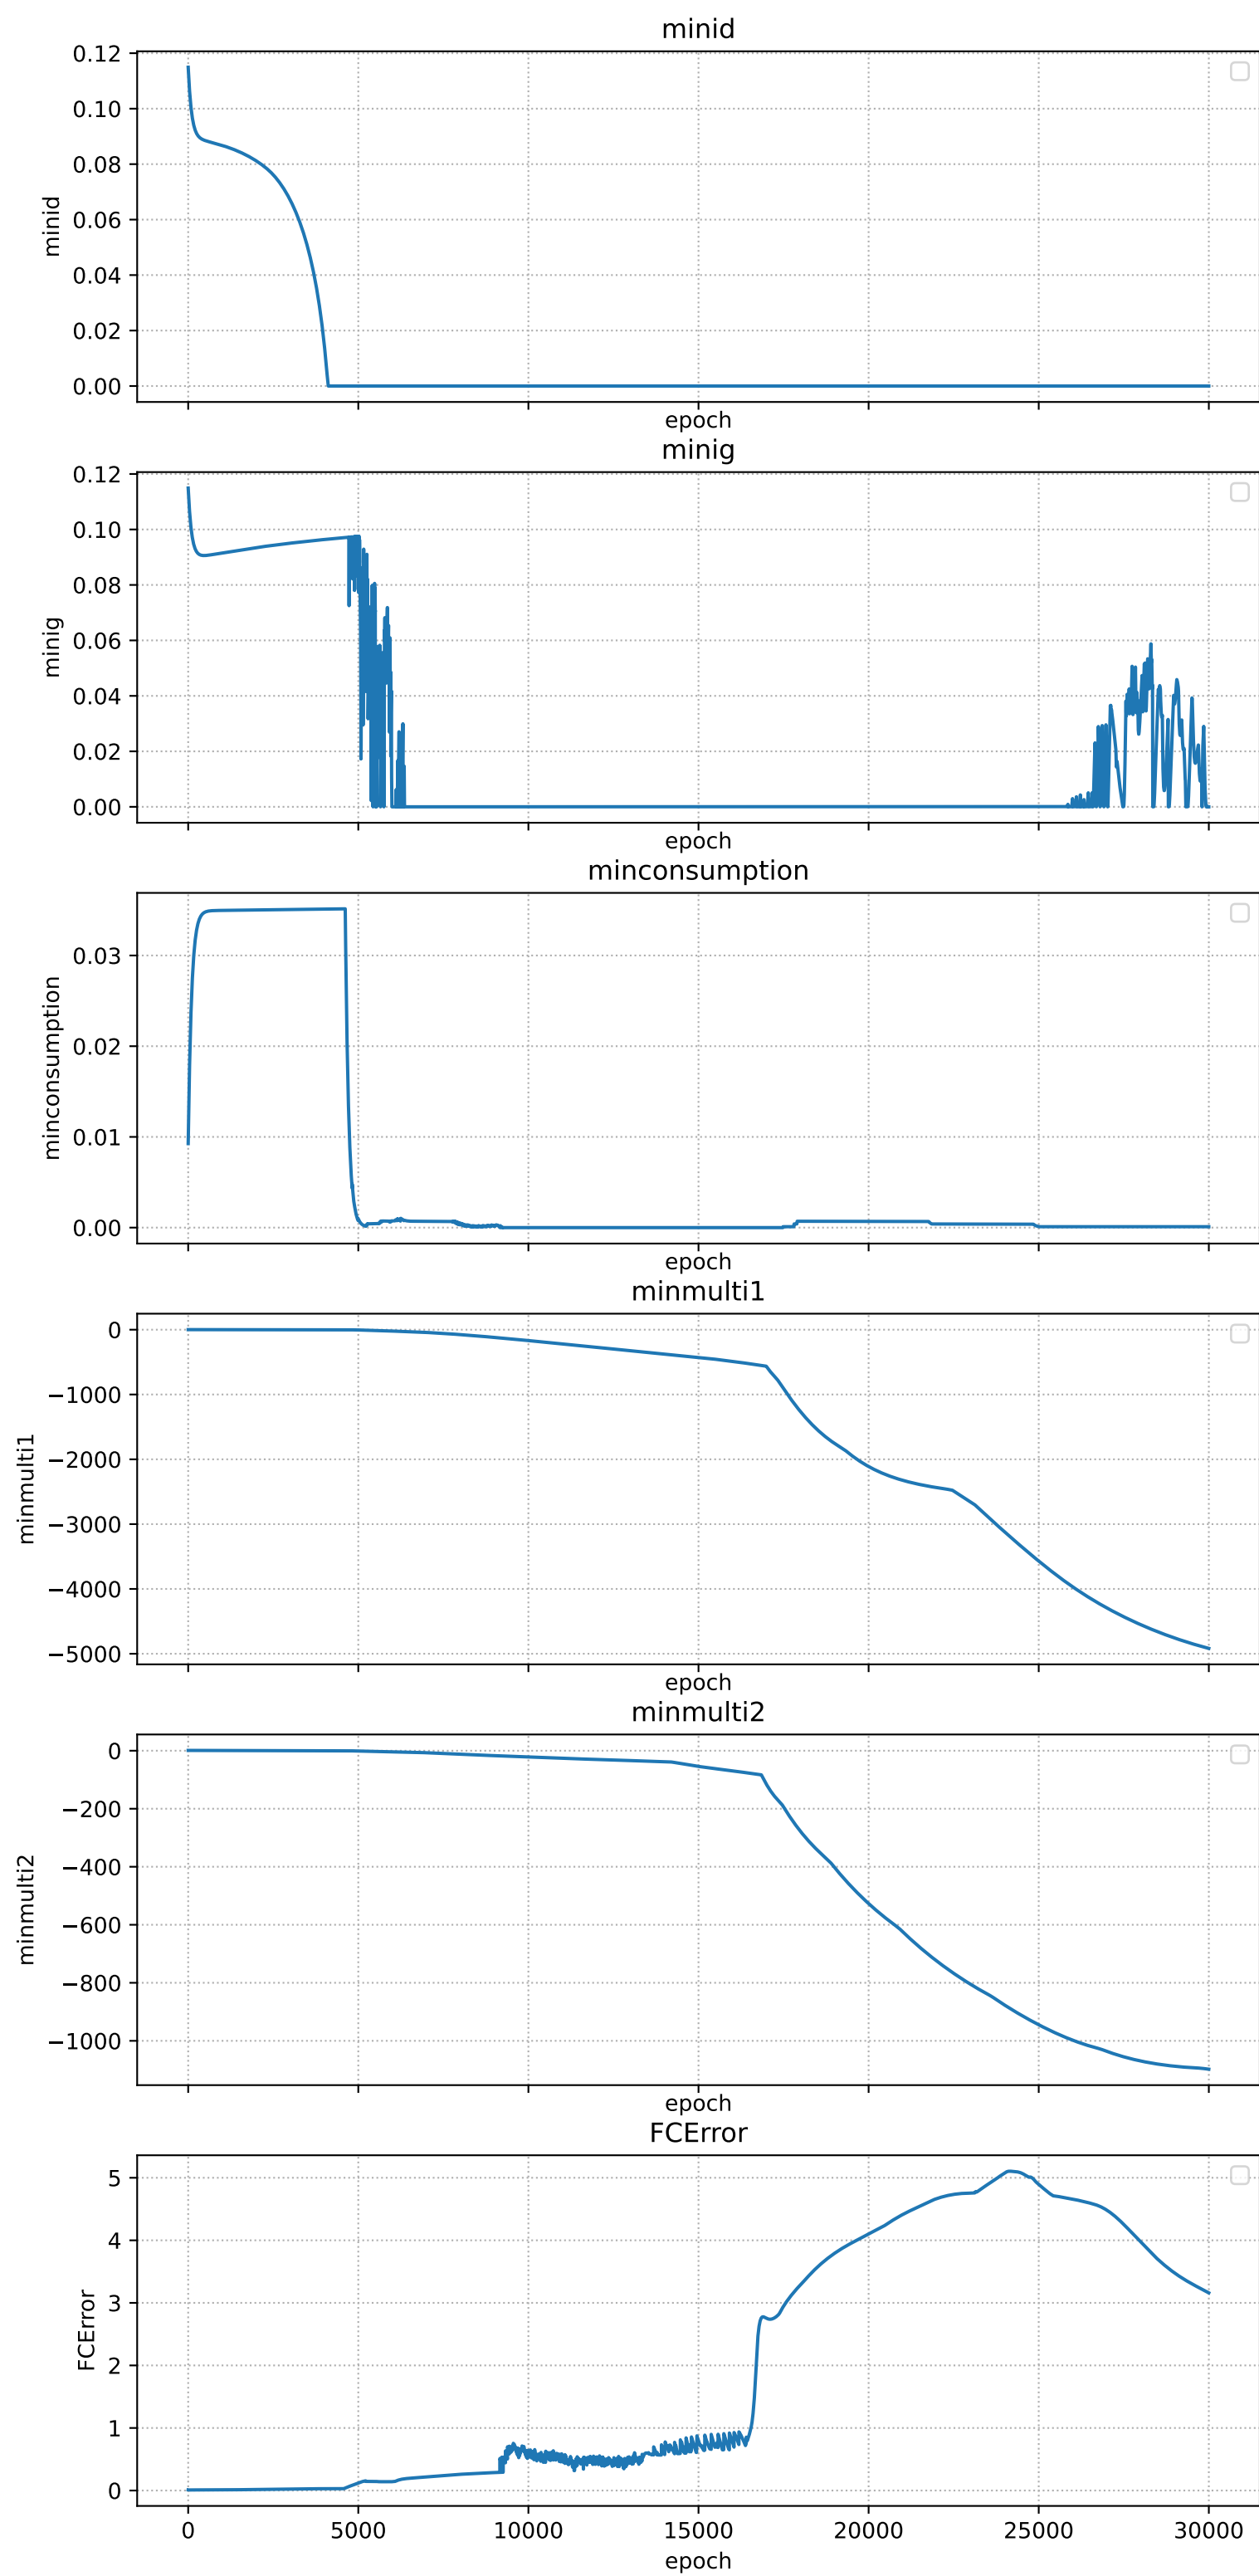 minid
0.12
0.10
0.08
0.06
0.04
0.02
0.00
minid
epoch
minig
0.12
0.10
0.08
0.06
0.04
0.02
0.00
minig
epoch
minconsumption
0.03
0.02
0.01
0.00
minconsumption
epoch
minmulti1
0
−1000
−2000
−3000
−4000
−5000
minmulti1
epoch
minmulti2
0
−200
−400
−600
−800
−1000
minmulti2
epoch
FCError
5
4
3
2
1
0
FCError
0 5000 10000 15000 20000 25000 30000
epoch